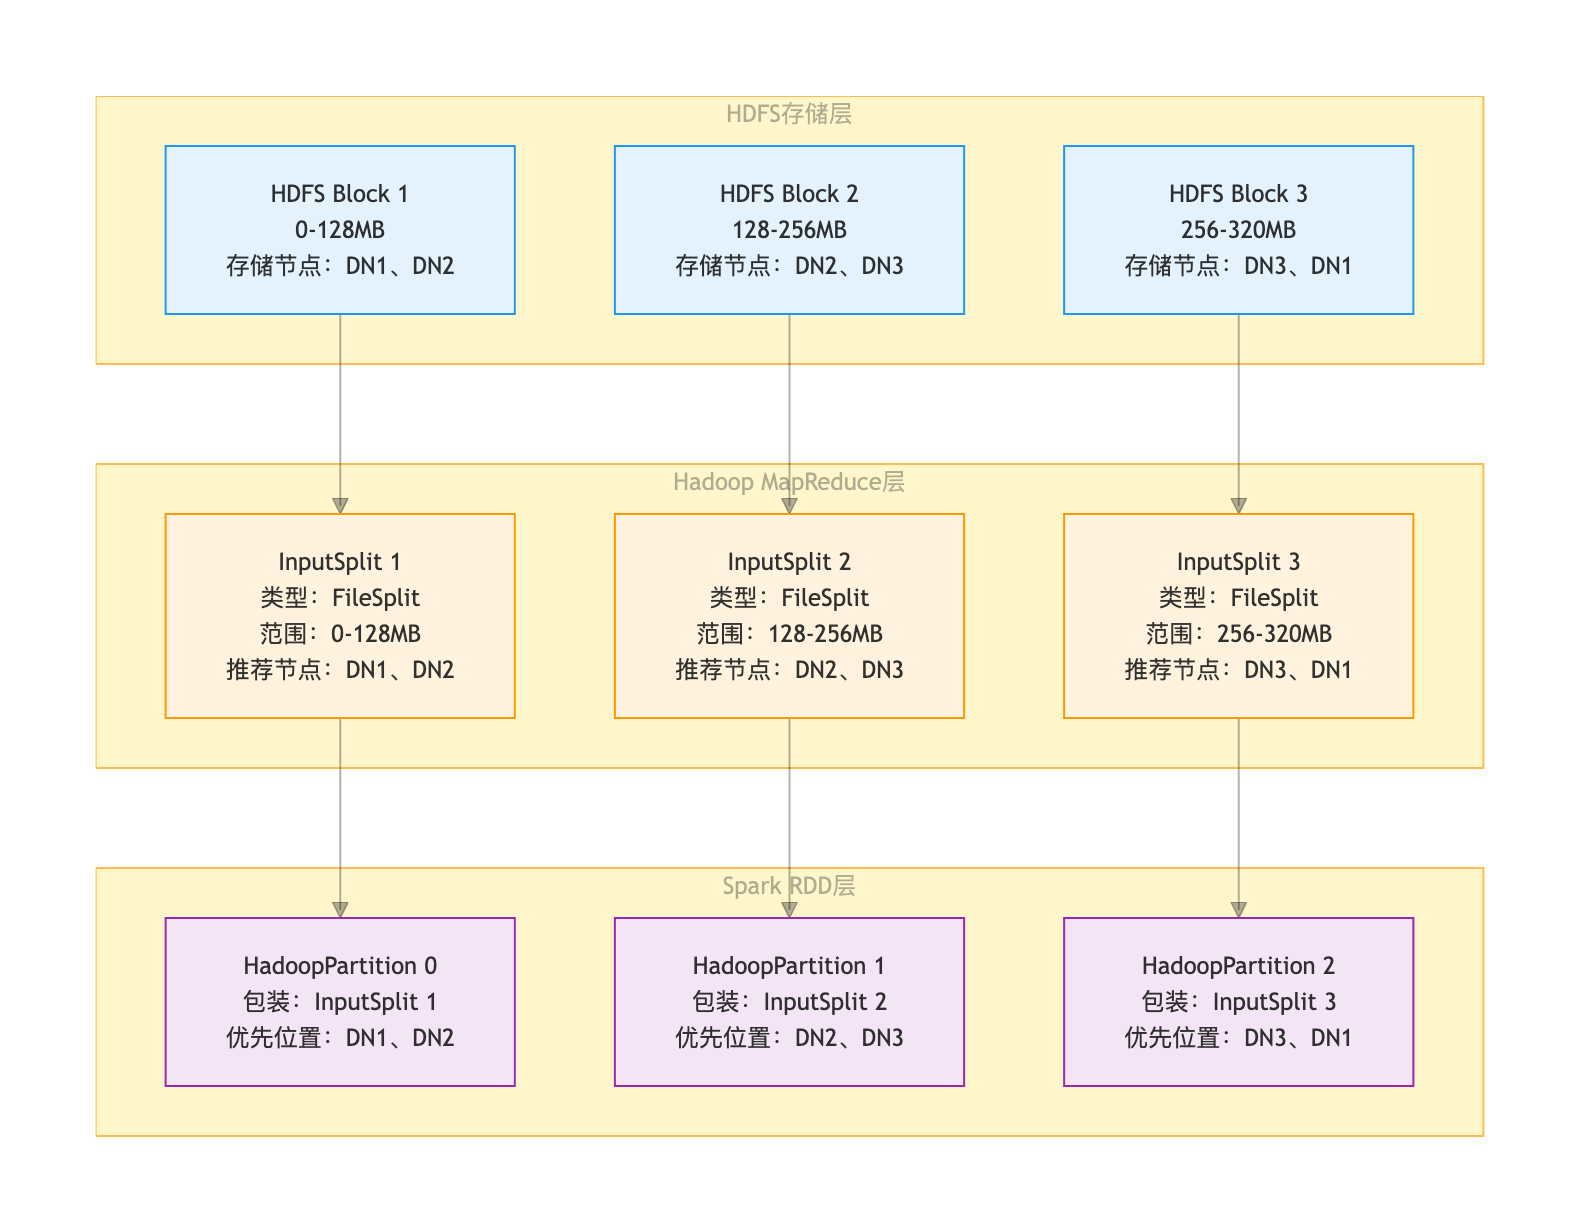 HDFS存储层
HDFS Block 1
0-128MB
存储节点：DN1、DN2
HDFS Block 2
128-256MB
存储节点：DN2、DN3
HDFS Block 3
256-320MB
存储节点：DN3、DN1
Hadoop MapReduce层
InputSplit 1
类型：FileSplit
范围：0-128MB
推荐节点：DN1、DN2
InputSplit 2
类型：FileSplit
范围：128-256MB
推荐节点：DN2、DN3
InputSplit 3
类型：FileSplit
范围：256-320MB
推荐节点：DN3、DN1
Spark RDD层
HadoopPartition 0
包装：InputSplit 1
优先位置：DN1、DN2
HadoopPartition 1
包装：InputSplit 2
优先位置：DN2、DN3
HadoopPartition 2
包装：InputSplit 3
优先位置：DN3、DN1